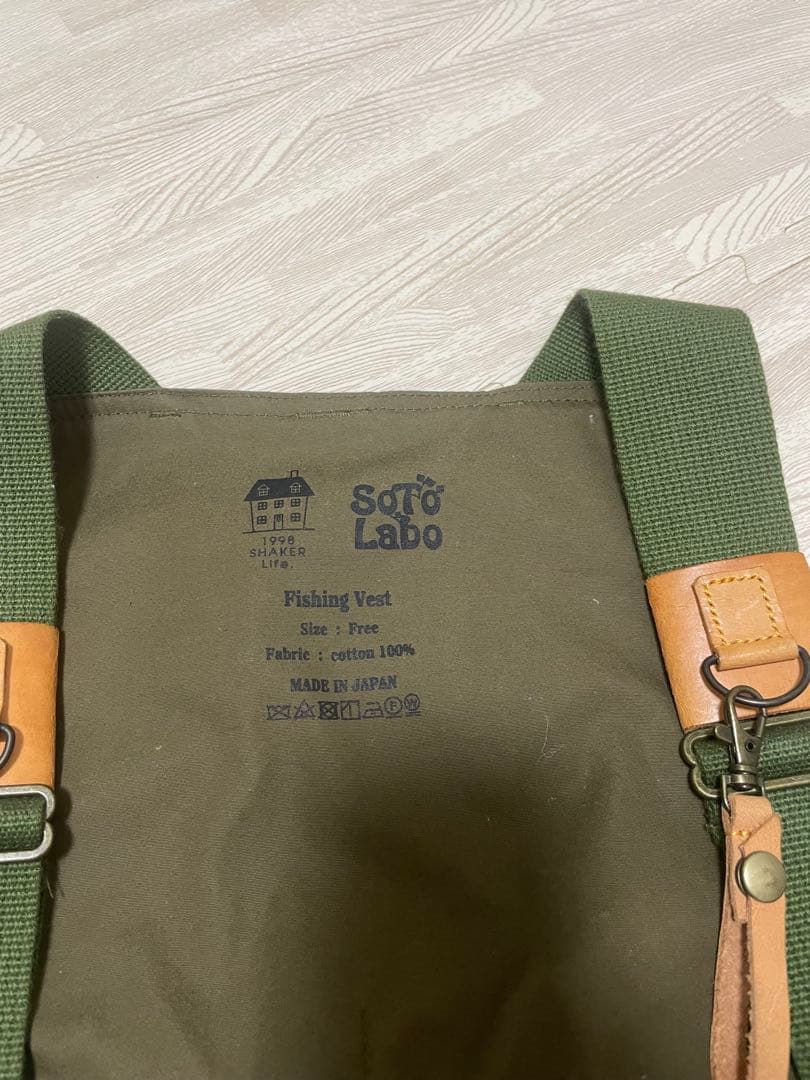 1998
SHAKER
Life.
SoTo
Labo
Fishing Vest
Size : Free
Fabric : cotton 100%
MADE IN JAPAN
F W